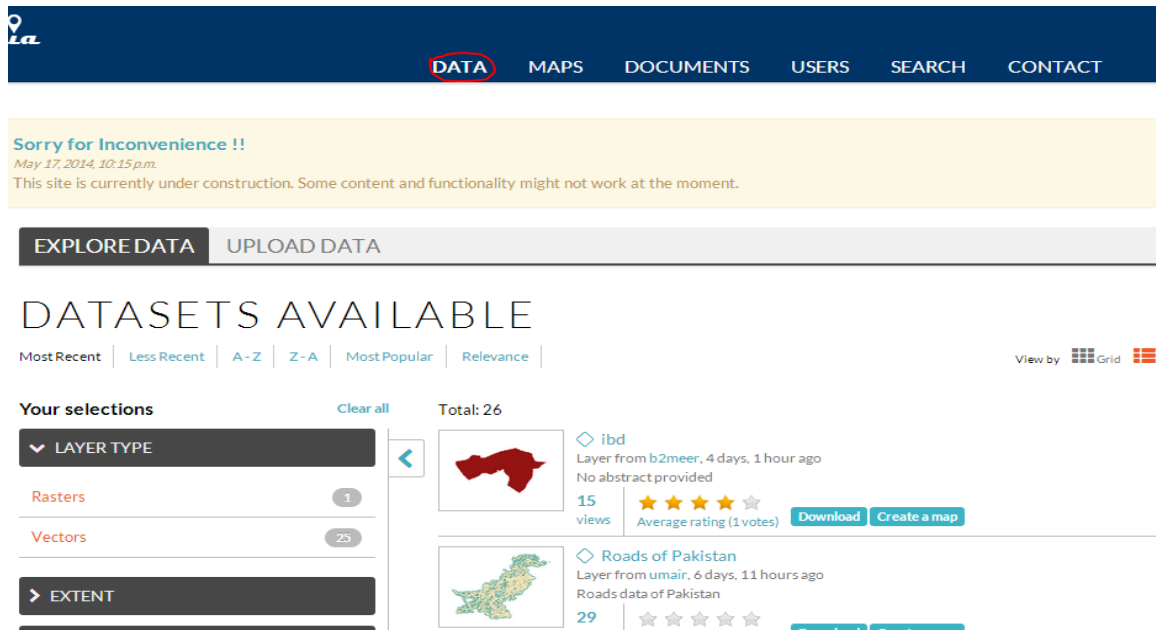 ia
DATA MAPS DOCUMENTS USERS SEARCH CONTACT
Sorry for Inconvenience !!
May 17, 2014, 10:15 p.m.
This site is currently under construction. Some content and functionality might not work at the moment.
EXPLORE DATA UPLOAD DATA
DATASETS AVAILABLE
Most Recent Less Recent A - Z Z - A Most Popular Relevance
View by Grid
Your selections Clear all
LAYER TYPE
Rasters 1
Vectors 25
EXTENT
Total: 26
ibd
Layer from b2meer, 4 days, 1 hour ago
No abstract provided
15
views
Average rating (1 votes)
Download Create a map
Roads of Pakistan
Layer from umair, 6 days, 11 hours ago
Roads data of Pakistan
29